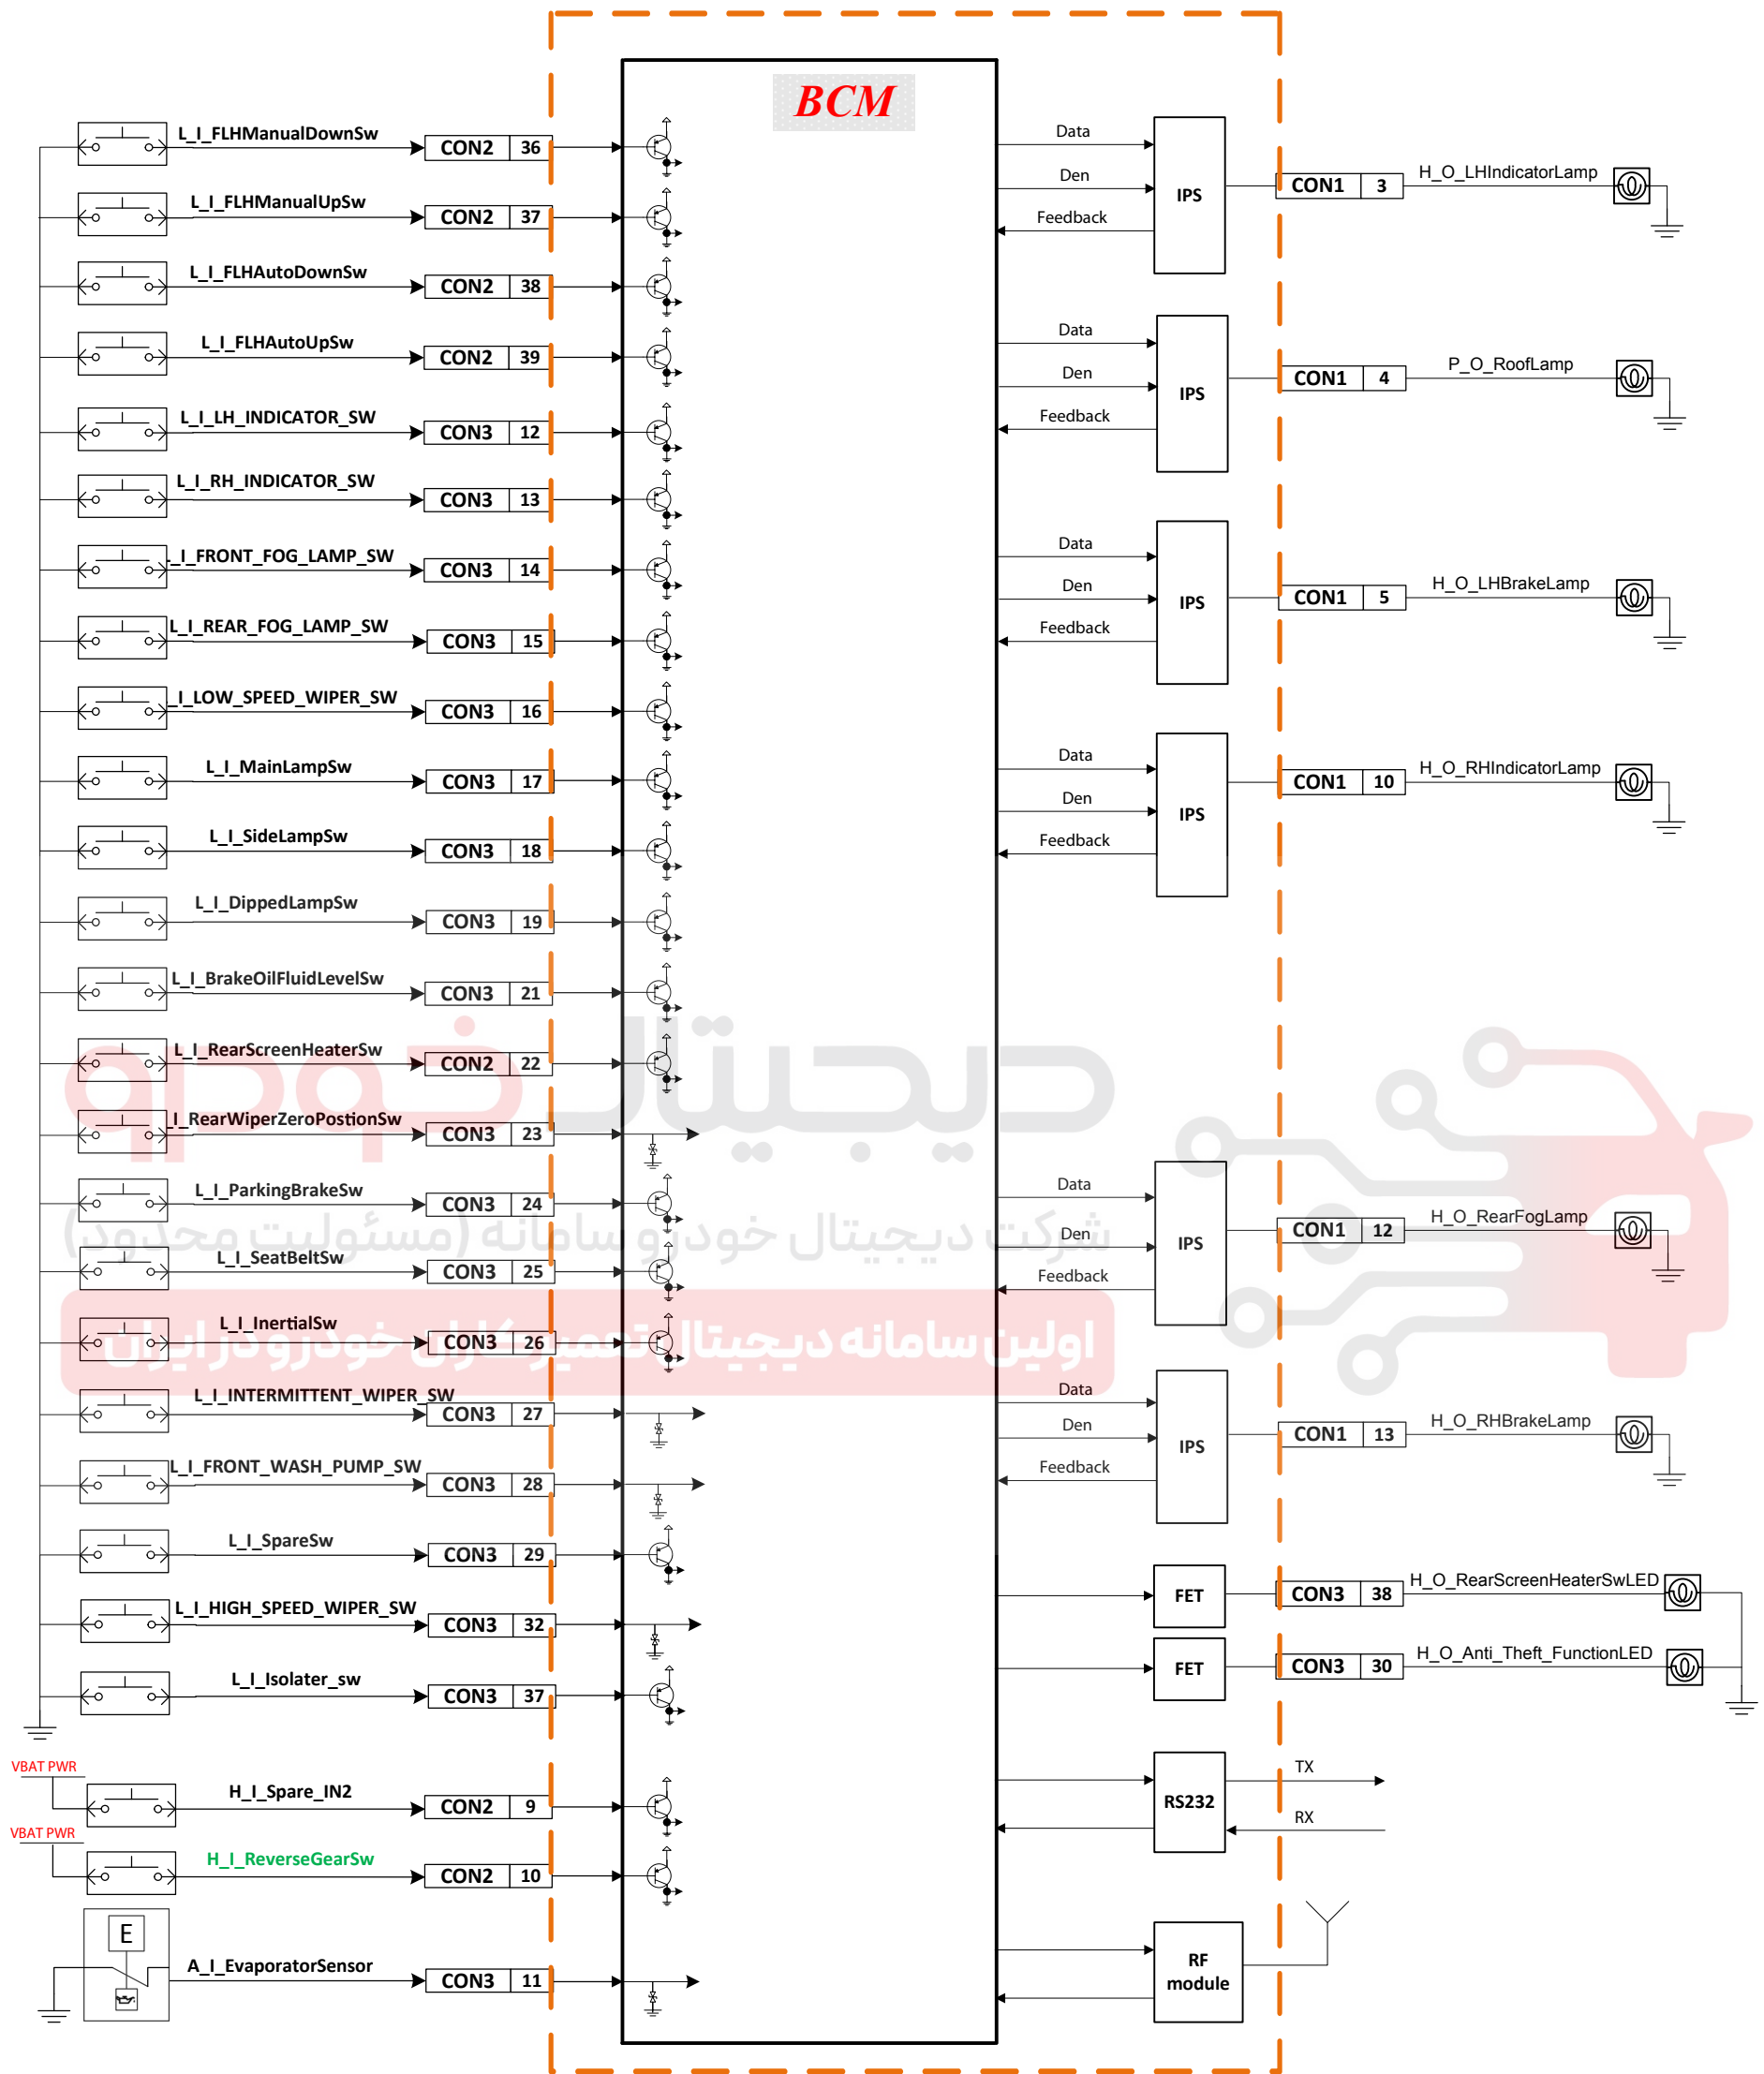 BCM
L_I_FLHManualDownSw CON2 36
L_I_FLHManualUpSw CON2 37
L_I_FLHAutoDownSw CON2 38
L_I_FLHAutoUpSw CON2 39
L_I_LH_INDICATOR_SW CON3 12
L_I_RH_INDICATOR_SW CON3 13
_I_FRONT_FOG_LAMP_SW CON3 14
L_I_REAR_FOG_LAMP_SW CON3 15
_I_LOW_SPEED_WIPER_SW CON3 16
L_I_MainLampSw CON3 17
L_I_SideLampSw CON3 18
L_I_DippedLampSw CON3 19
L_I_BrakeOilFluidLevelSw CON3 21
L_I_RearScreenHeaterSw CON2 22
_I_RearWiperZeroPostionSw CON3 23
L_I_ParkingBrakeSw CON3 24
L_I_SeatBeltSw CON3 25
L_I_InertialSw CON3 26
L_I_INTERMITTENT_WIPER_SW CON3 27
L_I_FRONT_WASH_PUMP_SW CON3 28
L_I_SpareSw CON3 29
L_I_HIGH_SPEED_WIPER_SW CON3 32
L_I_Isolater_sw CON3 37
VBAT PWR
H_I_Spare_IN2 CON2 9
VBAT PWR
H_I_ReverseGearSw CON2 10
E
A_I_EvaporatorSensor CON3 11
Data
Den
Feedback
IPS
CON1 3 H_O_LHIndicatorLamp
Data
Den
Feedback
IPS
CON1 4 P_O_RoofLamp
Data
Den
Feedback
IPS
CON1 5 H_O_LHBrakeLamp
Data
Den
Feedback
IPS
CON1 10 H_O_RHIndicatorLamp
Data
Den
Feedback
IPS
CON1 12 H_O_RearFogLamp
Data
Den
Feedback
IPS
CON1 13 H_O_RHBrakeLamp
FET CON3 38 H_O_RearScreenHeaterSwLED
FET CON3 30 H_O_Anti_Theft_FunctionLED
RS232
TX
RX
RF
module
دیجیتال خودرو
شرکت دیجیتال خودرو سامانه (مسئولیت محدود)
اولین سامانه دیجیتال تعمیرکاران خودرو در ایران